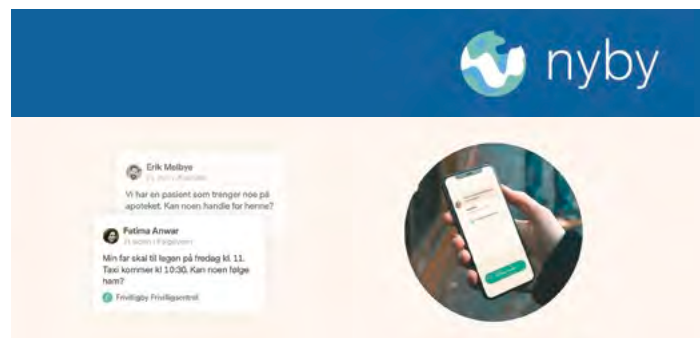 nyby
Erik Melbye
Vi har en pasient som trenger noe på
apoteket. Kan noen handle for henne?
Fatima Anwar
Min far skal til legen på fredag kl. 11.
Taxi kommer kl 10:30. Kan noen følge
ham?
Frivilligby Frivilligsentral